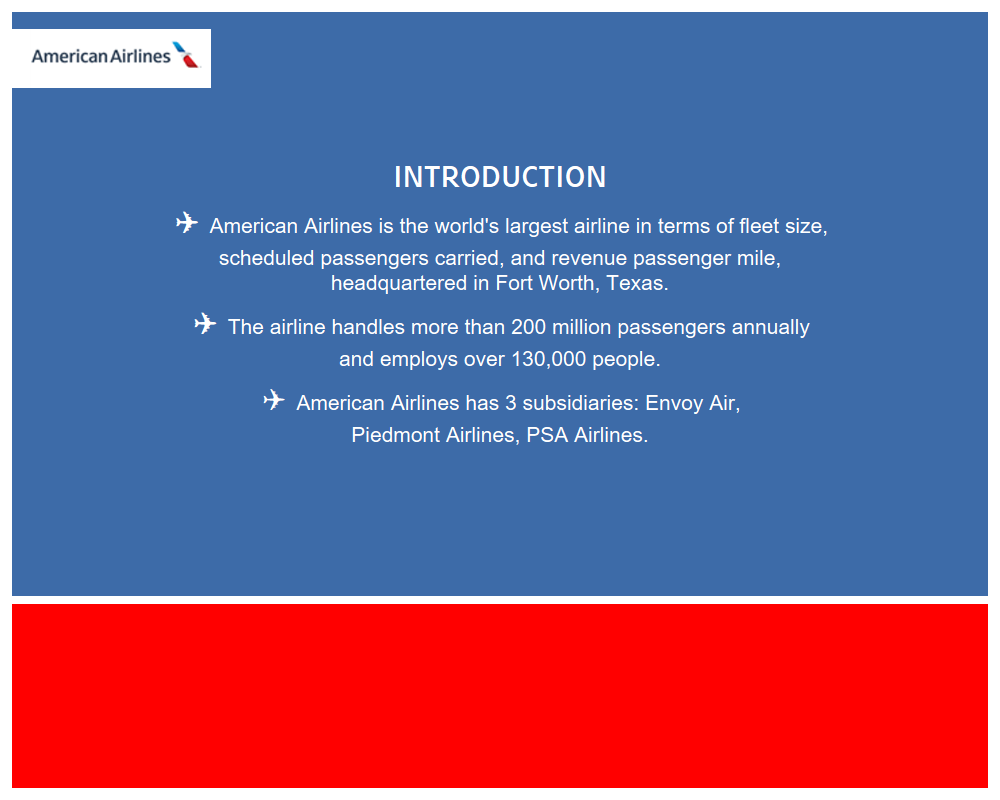 American Airlines
INTRODUCTION
✈ American Airlines is the world's largest airline in terms of fleet size,
scheduled passengers carried, and revenue passenger mile,
headquartered in Fort Worth, Texas.
✈ The airline handles more than 200 million passengers annually
and employs over 130,000 people.
✈ American Airlines has 3 subsidiaries: Envoy Air,
Piedmont Airlines, PSA Airlines.